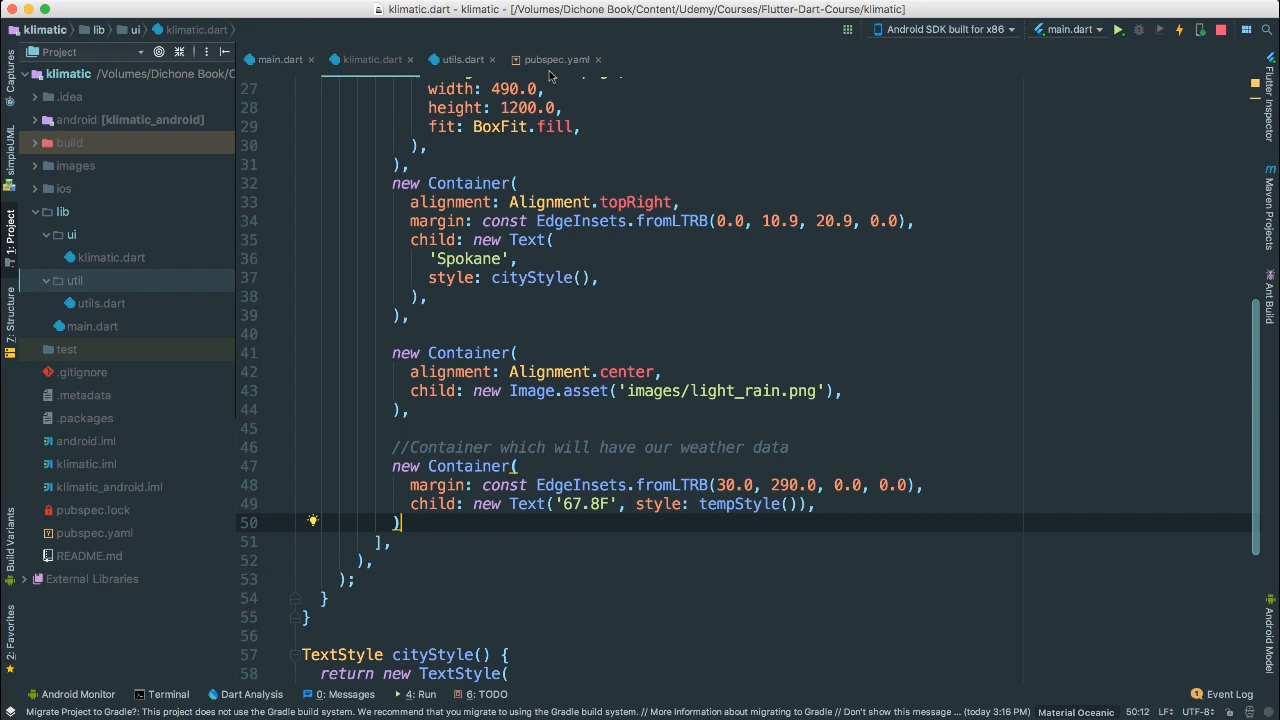 klimatic.dart - klimatic - [/Volumes/Dichone Book/Content/Udemy/Courses/Flutter-Dart-Course/klimatic]
klimatic lib ui klimatic.dart
Android SDK built for x86 main.dart
Project
main.dart klimatic.dart utils.dart pubspec.yaml
klimatic /Volumes/Dichone Book/C
.idea
android [klimatic_android]
build
images
ios
lib
ui
klimatic.dart
util
utils.dart
main.dart
test
.gitignore
.metadata
.packages
android.iml
klimatic.iml
klimatic_android.iml
pubspec.lock
pubspec.yaml
README.md
External Libraries
Captures
simpleUML
1: Project
7: Structure
Build Variants
2: Favorites
27 width: 490.0,
28 height: 1200.0,
29 fit: BoxFit.fill,
30 ),
31 ),
32 new Container(
33 alignment: Alignment.topRight,
34 margin: const EdgeInsets.fromLTRB(0.0, 10.9, 20.9, 0.0),
35 child: new Text(
36 'Spokane',
37 style: cityStyle(),
38 ),
39 ),
40
41 new Container(
42 alignment: Alignment.center,
43 child: new Image.asset('images/light_rain.png'),
44 ),
45
46 //Container which will have our weather data
47 new Container(
48 margin: const EdgeInsets.fromLTRB(30.0, 290.0, 0.0, 0.0),
49 child: new Text('67.8F', style: tempStyle()),
50 )
51 ],
52 ),
53 );
54 }
55 }
56
57 TextStyle cityStyle() {
58 return new TextStyle(
Flutter Inspector
Maven Projects
Ant Build
Android Model
Android Monitor Terminal Dart Analysis 0: Messages 4: Run 6: TODO 1 Event Log
Migrate Project to Gradle?: This project does not use the Gradle build system. We recommend that you migrate to using the Gradle build system. // More Information about migrating to Gradle // Don't show this message ... (today 3:16 PM) Material Oceanic 50:12 LF÷ UTF-8÷